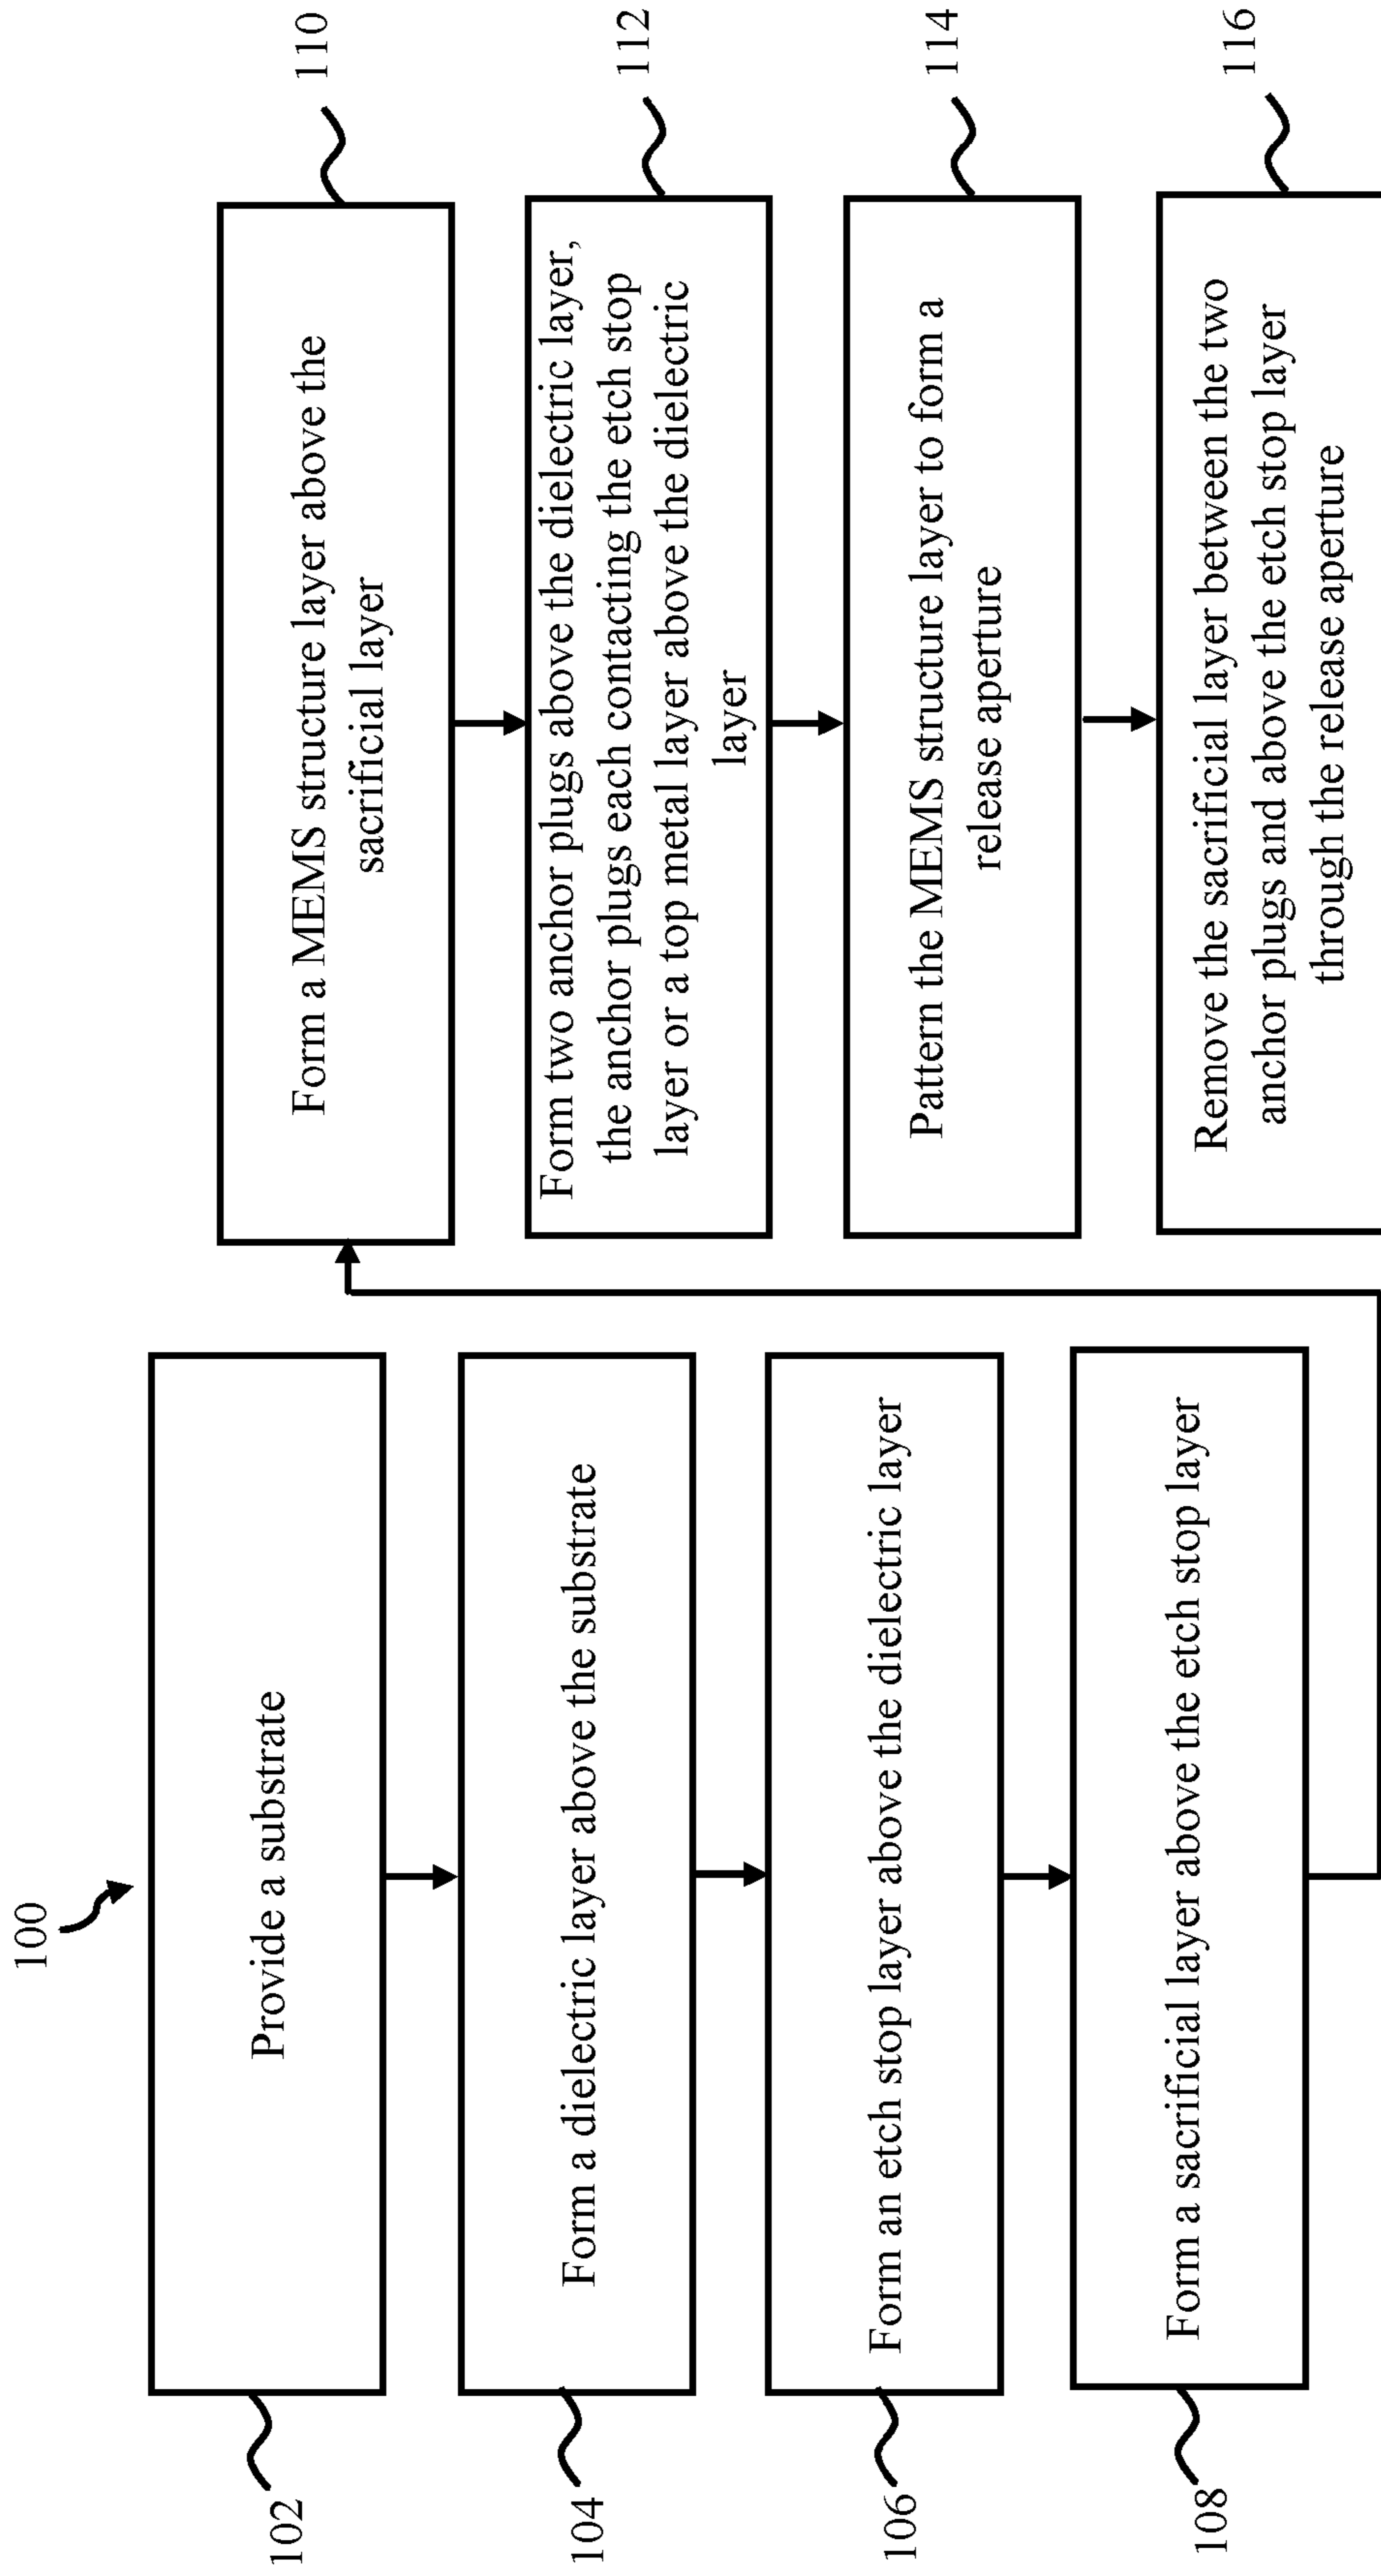 100
102
Provide a substrate
104
Form a dielectric layer above the substrate
106
Form an etch stop layer above the dielectric layer
108
Form a sacrificial layer above the etch stop layer
110
Form a MEMS structure layer above the
sacrificial layer
112
Form two anchor plugs above the dielectric layer,
the anchor plugs each contacting the etch stop
layer or a top metal layer above the dielectric
layer
114
Pattern the MEMS structure layer to form a
release aperture
116
Remove the sacrificial layer between the two
anchor plugs and above the etch stop layer
through the release aperture